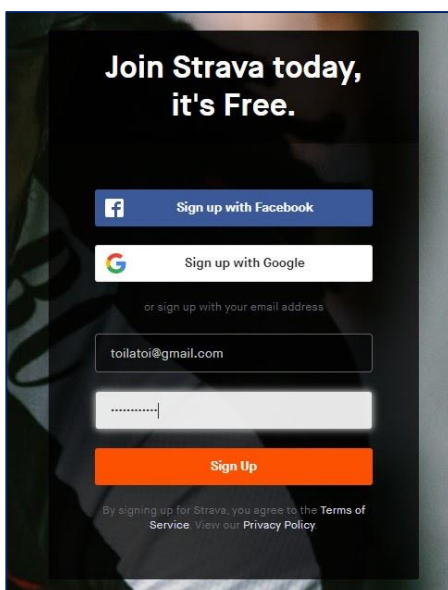 Join Strava today,
it's Free.
Sign up with Facebook
Sign up with Google
or sign up with your email address
toilatoi@gmail.com
••••••••••••
Sign Up
By signing up for Strava, you agree to the Terms of
Service. View our Privacy Policy.